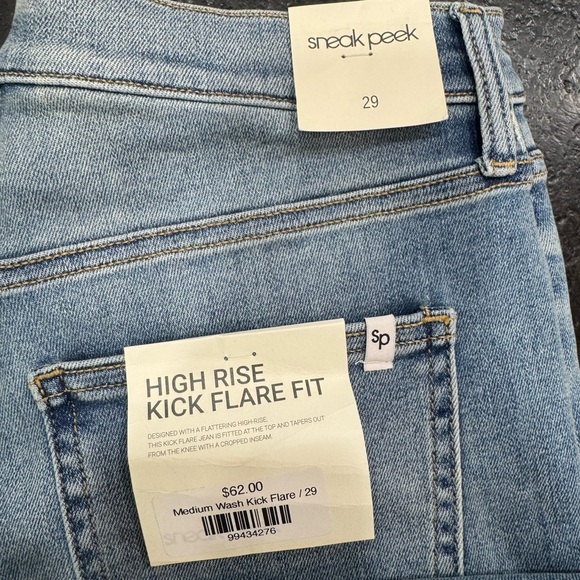 sneak peek
29
sp
HIGH RISE
KICK FLARE FIT
DESIGNED WITH A FLATTERING HIGH-RISE,
THIS KICK FLARE JEAN IS FITTED AT THE TOP AND TAPERS OUT
FROM THE KNEE WITH A CROPPED INSEAM.
$62.00
Medium Wash Kick Flare / 29
99434276
sneak peek